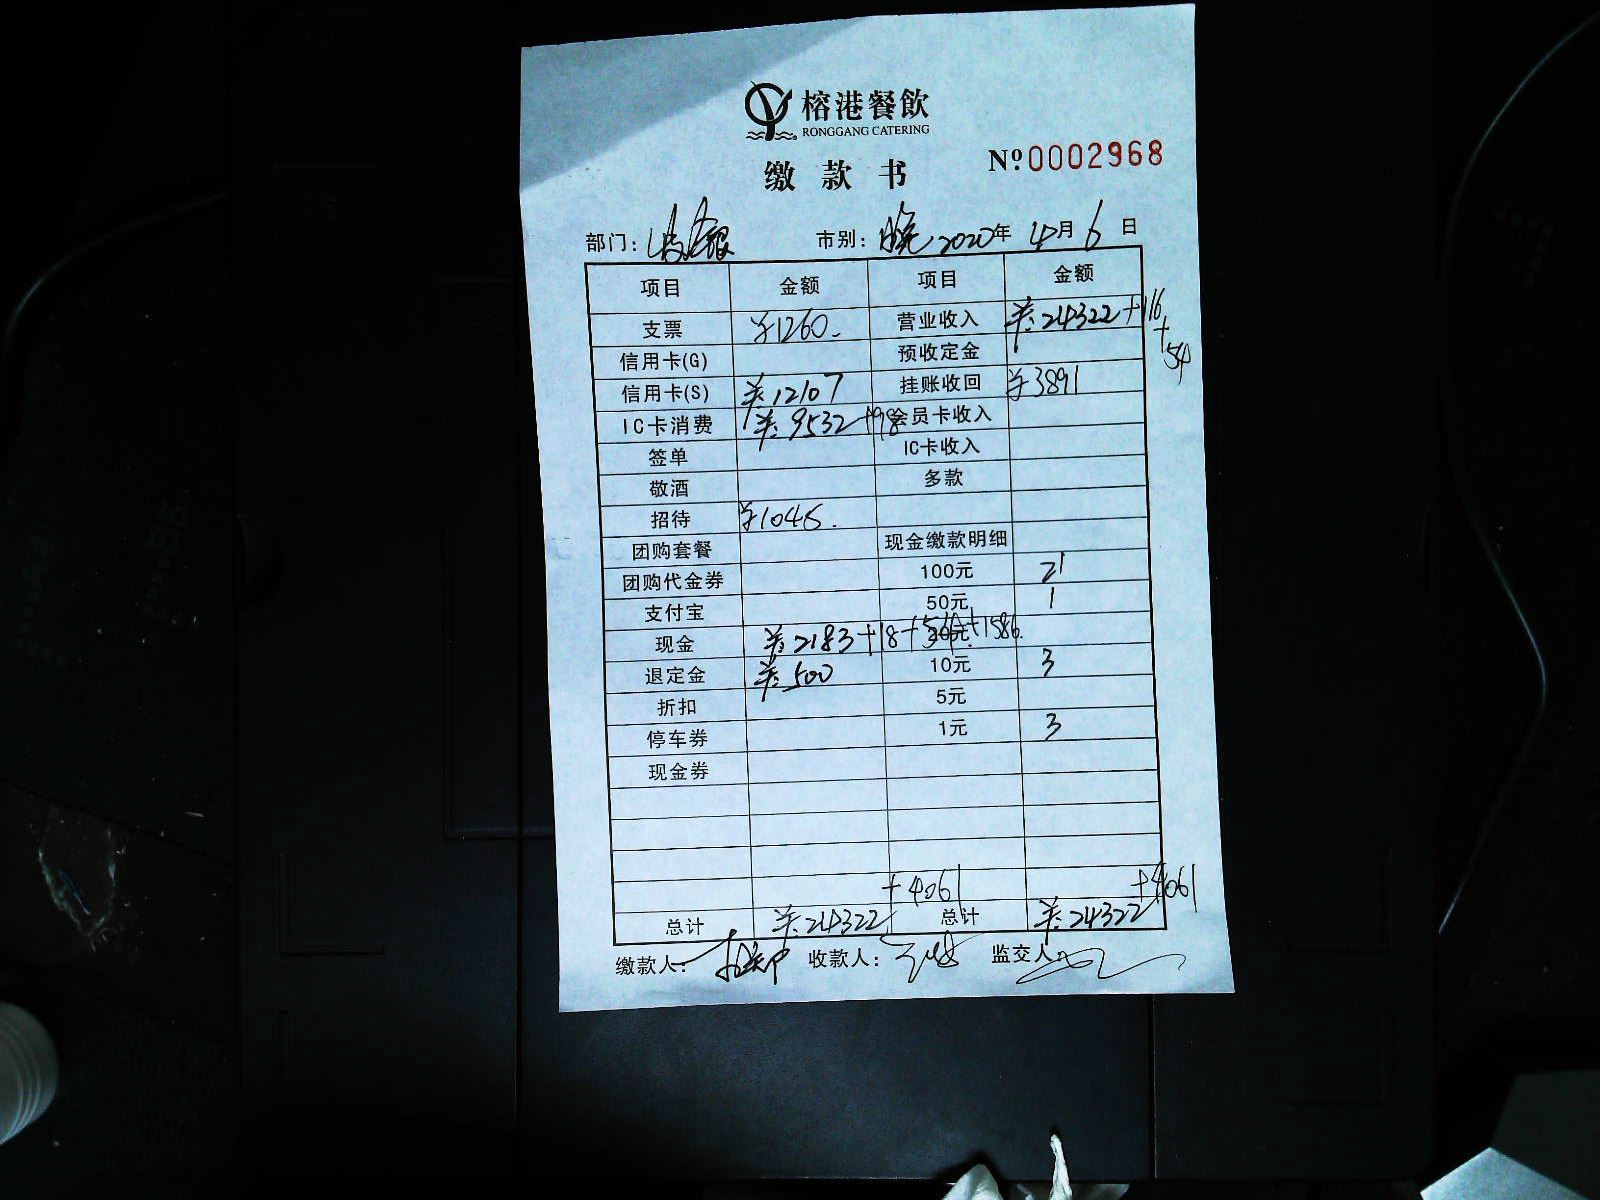 榕港餐飲
RONGGANG CATERING
缴款书 №0002968
部门: 市别: 晚 2020年 4月 6日
项目 金额 项目 金额
支票 ¥1260. 营业收入 ¥:24322+116
+54
信用卡(G) 预收定金
信用卡(S) ¥:12107 挂账收回 ¥3891
IC卡消费 ¥:9532+98 会员卡收入
签单 IC卡收入
敬酒 多款
招待 ¥1045.
团购套餐 现金缴款明细
团购代金券 100元 21
支付宝 50元 1
现金 ¥:2183+18+54+1586. 20元
退定金 ¥:500 10元 3
折扣 5元
停车券 1元 3
现金券
+4061 +4061
总计 ¥:24322 总计 ¥:24322
缴款人: 收款人: 监交人: